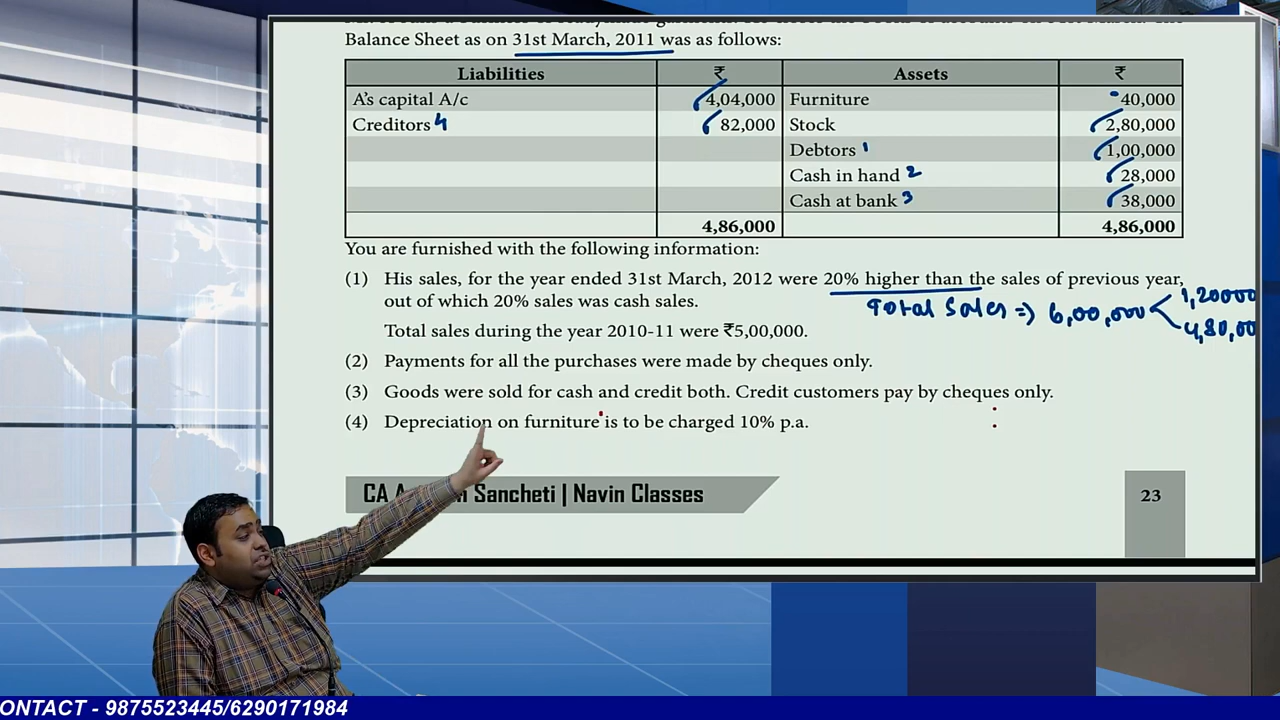 Balance Sheet as on 31st March, 2011 was as follows:
Liabilities ₹ Assets ₹
A's capital A/c 4,04,000 Furniture 40,000
Creditors 4 82,000 Stock 2,80,000
Debtors 1 1,00,000
Cash in hand 2 28,000
Cash at bank 3 38,000
4,86,000 4,86,000
You are furnished with the following information:
(1) His sales, for the year ended 31st March, 2012 were 20% higher than the sales of previous year,
out of which 20% sales was cash sales.
Total Sales => 6,00,000 < 1,20000
4,80,00
Total sales during the year 2010-11 were ₹5,00,000.
(2) Payments for all the purchases were made by cheques only.
(3) Goods were sold for cash and credit both. Credit customers pay by cheques only.
(4) Depreciation on furniture is to be charged 10% p.a.
CA Sancheti | Navin Classes
23
ONTACT - 9875523445/6290171984